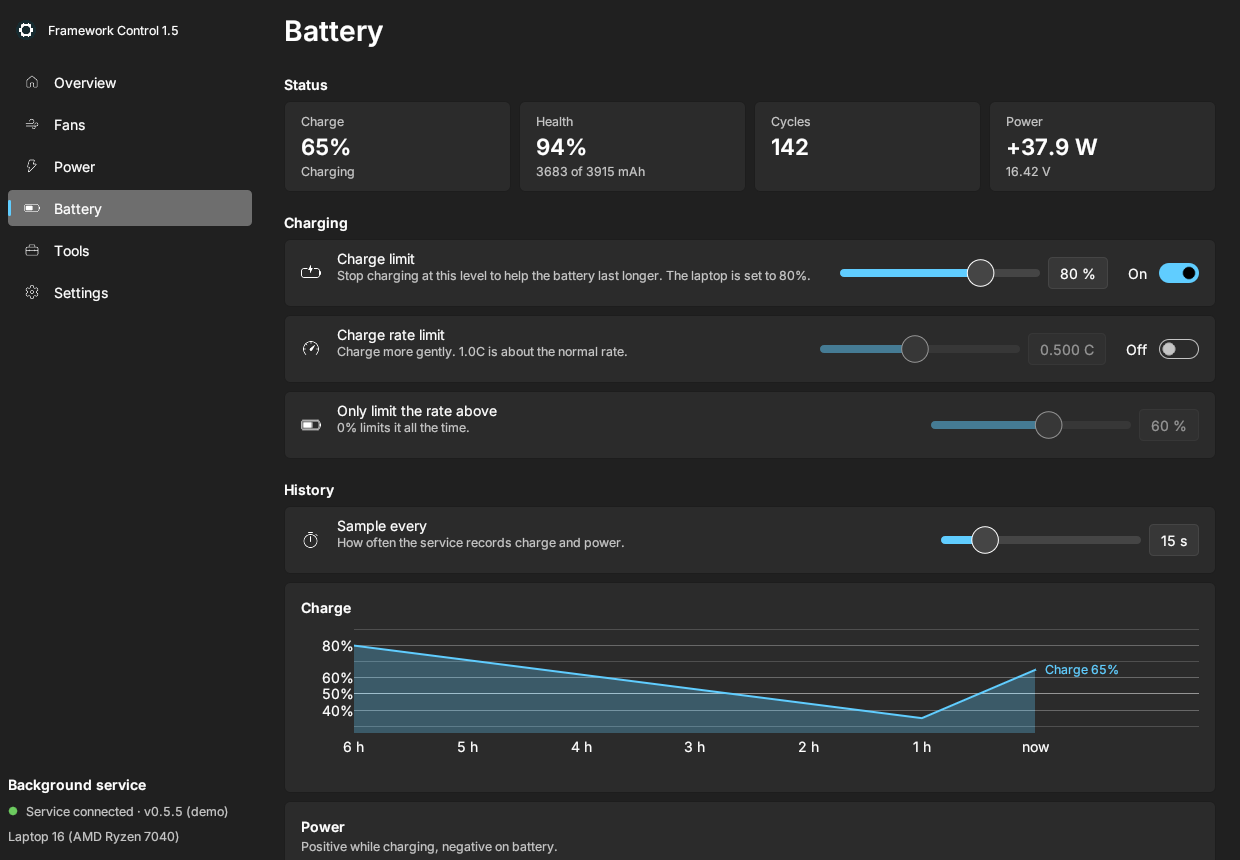 Framework Control 1.5
Overview
Fans
Power
Battery
Tools
Settings
Background service
Service connected · v0.5.5 (demo)
Laptop 16 (AMD Ryzen 7040)
Battery
Status
Charge
65%
Charging
Health
94%
3683 of 3915 mAh
Cycles
142
Power
+37.9 W
16.42 V
Charging
Charge limit
Stop charging at this level to help the battery last longer. The laptop is set to 80%.
80 %
On
Charge rate limit
Charge more gently. 1.0C is about the normal rate.
0.500 C
Off
Only limit the rate above
0% limits it all the time.
60 %
History
Sample every
How often the service records charge and power.
15 s
Charge
80%
60%
50%
40%
Charge 65%
6 h 5 h 4 h 3 h 2 h 1 h now
Power
Positive while charging, negative on battery.